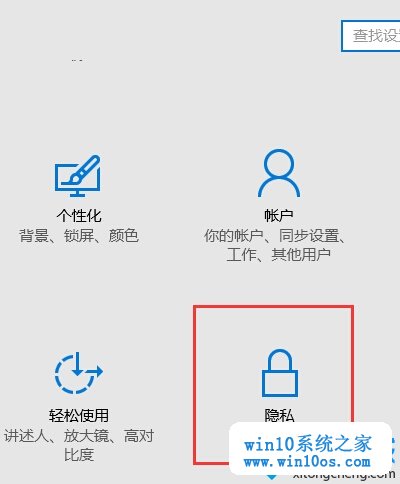 查找设
个性化
背景、锁屏、颜色
帐户
你的帐户、同步设置、
工作、其他用户
轻松使用
讲述人、放大镜、高对
比度
隐私
win10系统之家
www.win10os.com
xitongcheng.com